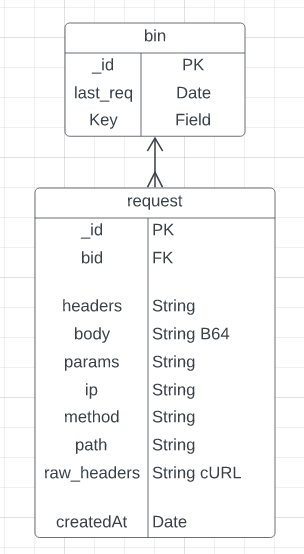 bin
_id PK
last_req Date
Key Field
request
_id PK
bid FK
headers String
body String B64
params String
ip String
method String
path String
raw_headers String cURL
createdAt Date